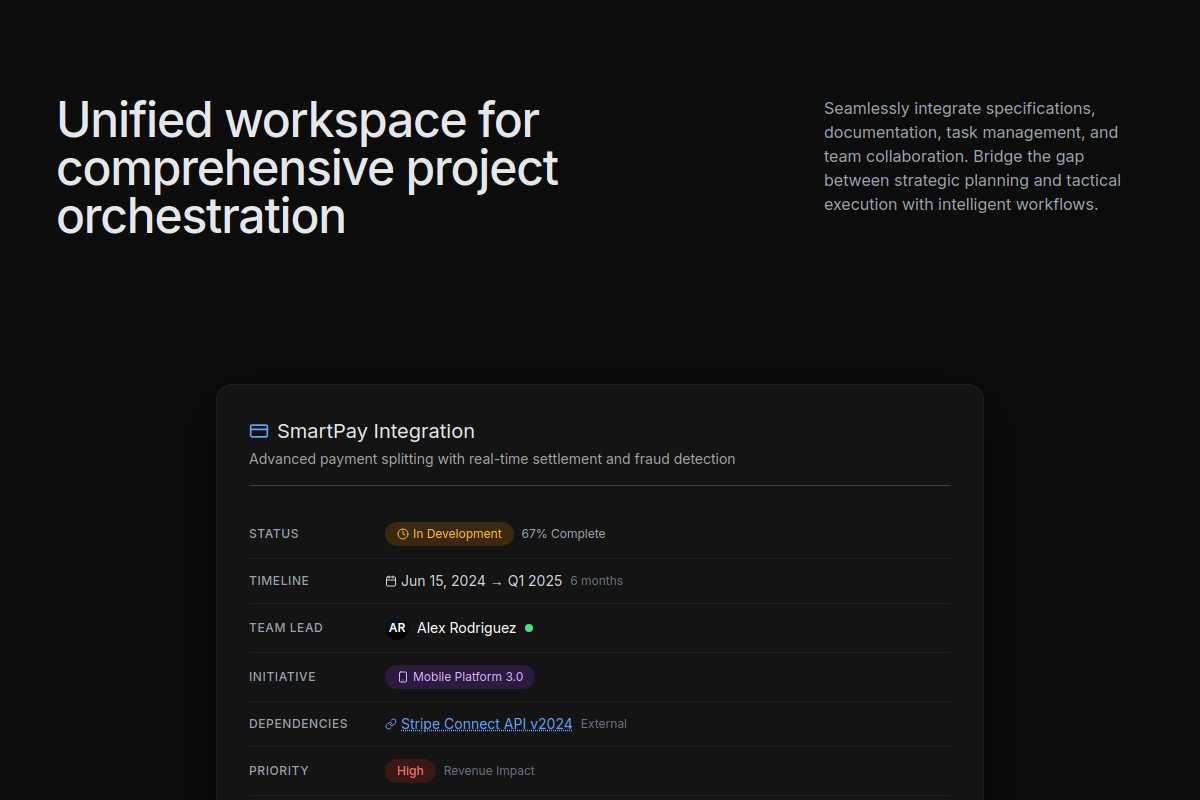 Unified workspace for
comprehensive project
orchestration
Seamlessly integrate specifications,
documentation, task management, and
team collaboration. Bridge the gap
between strategic planning and tactical
execution with intelligent workflows.
SmartPay Integration
Advanced payment splitting with real-time settlement and fraud detection
STATUS In Development 67% Complete
TIMELINE Jun 15, 2024 → Q1 2025 6 months
TEAM LEAD AR Alex Rodriguez
INITIATIVE Mobile Platform 3.0
DEPENDENCIES Stripe Connect API v2024 External
PRIORITY High Revenue Impact